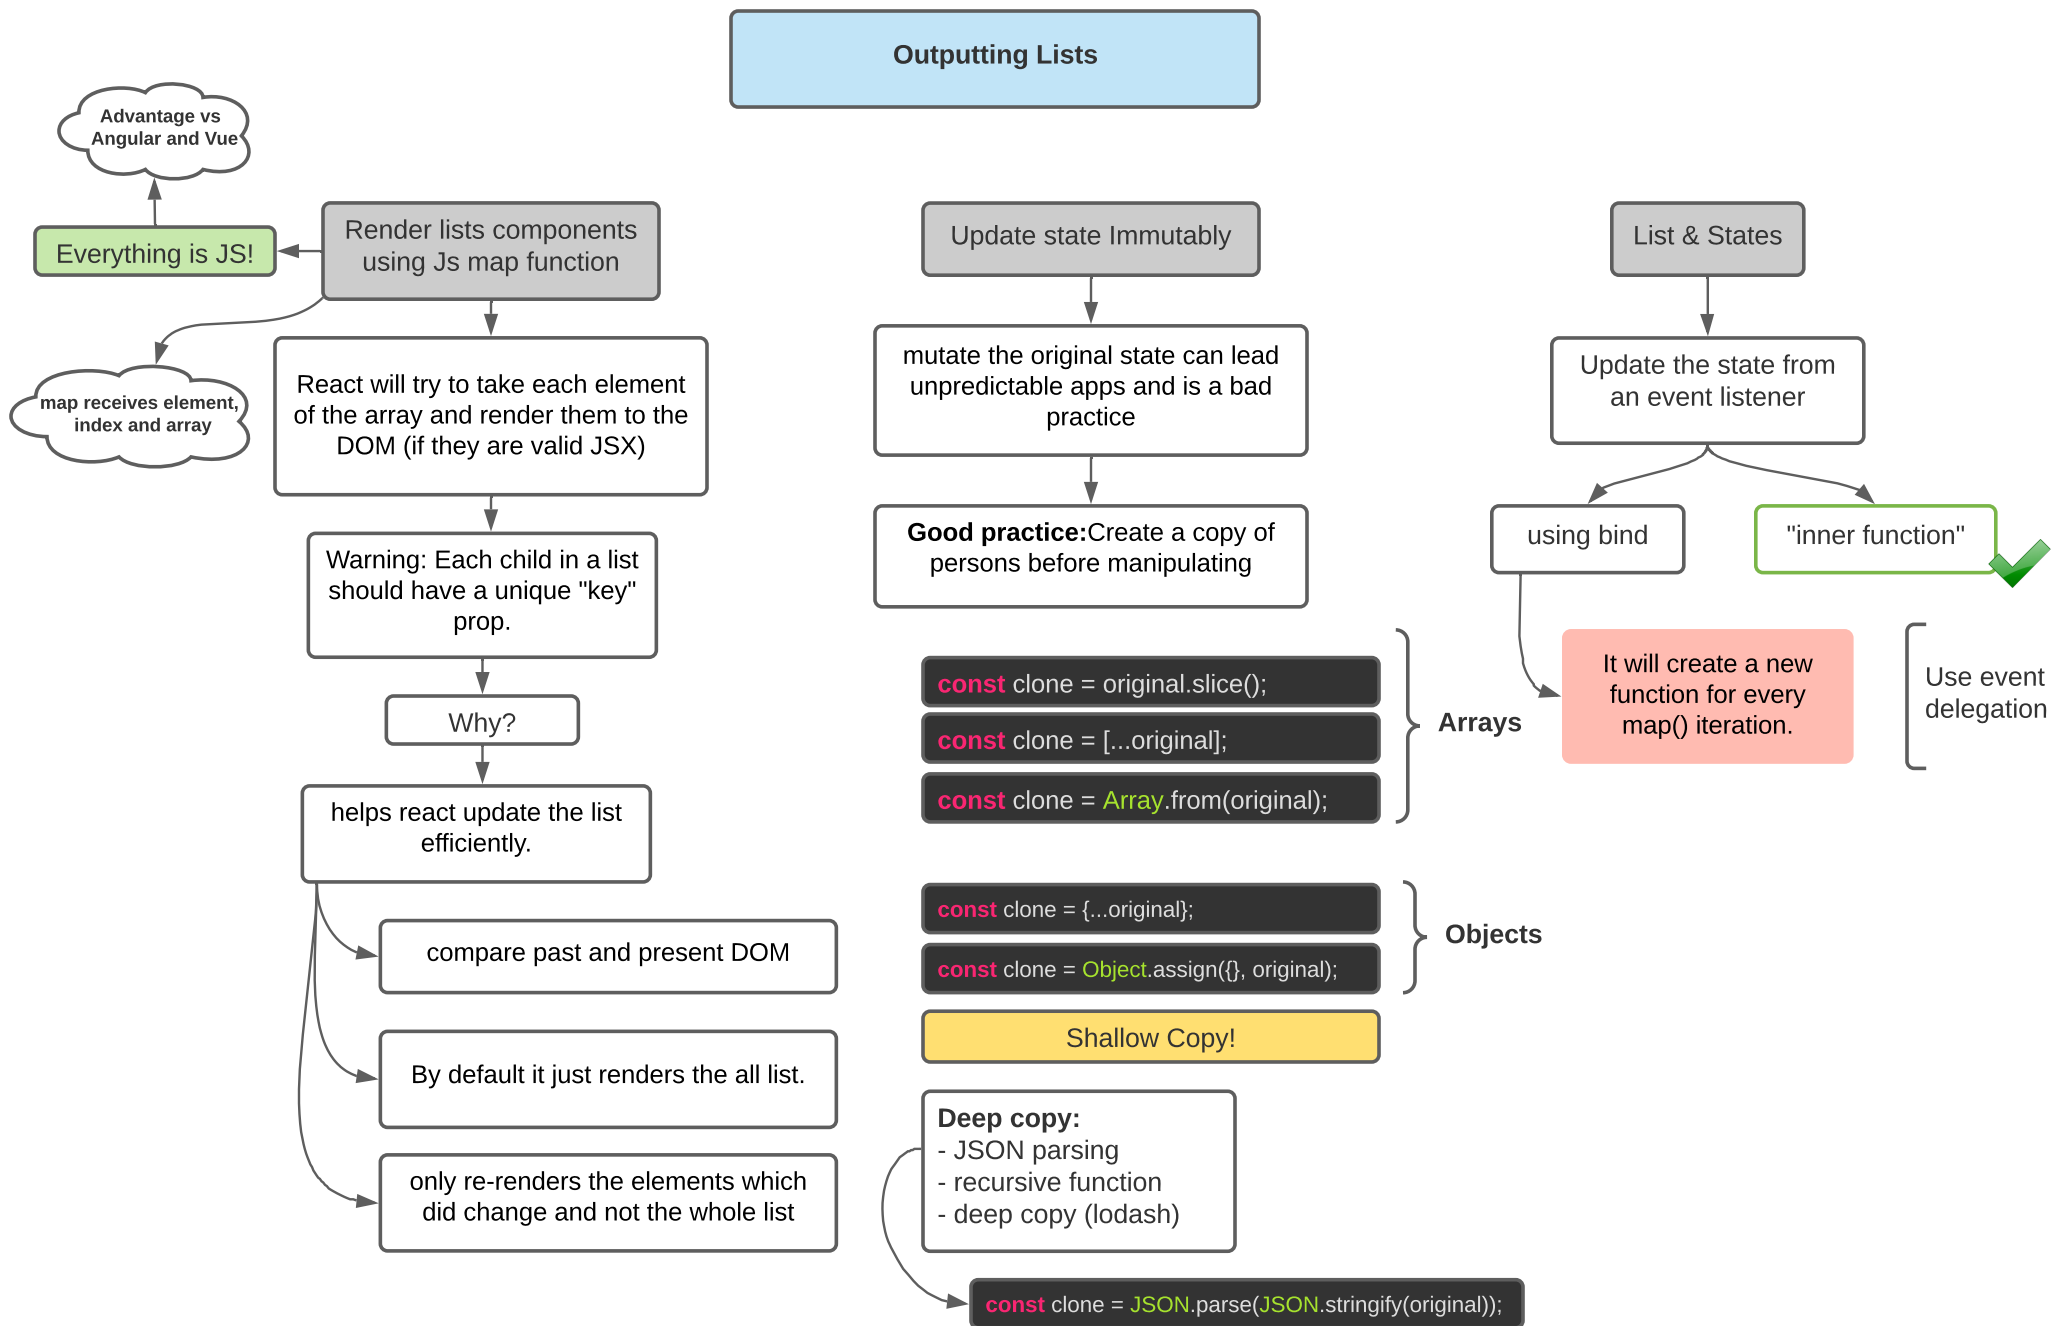 Outputting Lists
Advantage vs
Angular and Vue
Everything is JS!
Render lists components
using Js map function
map receives element,
index and array
React will try to take each element
of the array and render them to the
DOM (if they are valid JSX)
Warning: Each child in a list
should have a unique "key"
prop.
Why?
helps react update the list
efficiently.
compare past and present DOM
By default it just renders the all list.
only re-renders the elements which
did change and not the whole list
Update state Immutably
mutate the original state can lead
unpredictable apps and is a bad
practice
Good practice:Create a copy of
persons before manipulating
const clone = original.slice();
const clone = [...original];
const clone = Array.from(original);
Arrays
const clone = {...original};
const clone = Object.assign({}, original);
Objects
Shallow Copy!
Deep copy:
- JSON parsing
- recursive function
- deep copy (lodash)
const clone = JSON.parse(JSON.stringify(original));
List & States
Update the state from
an event listener
using bind
"inner function"
It will create a new
function for every
map() iteration.
Use event
delegation